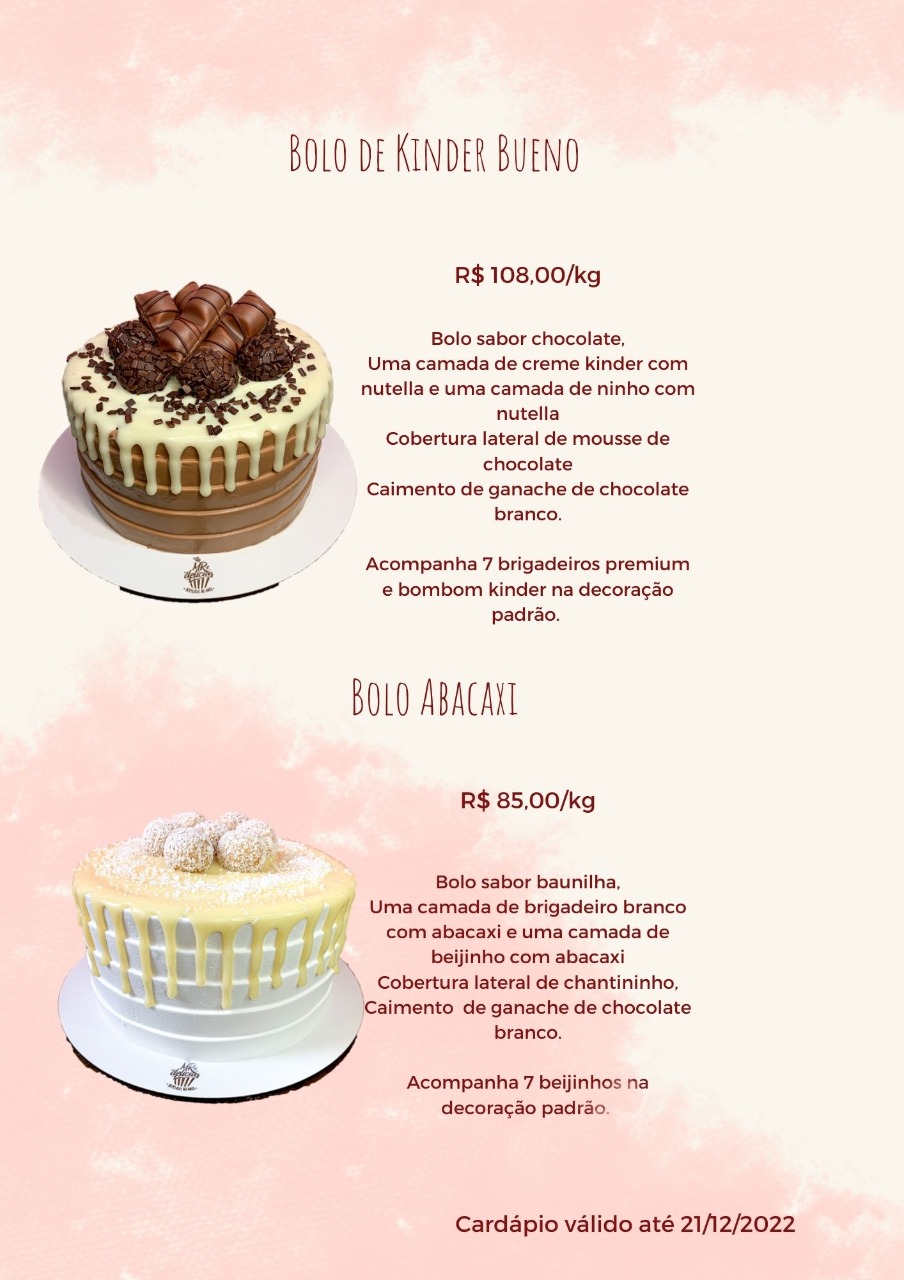 Bolo de Kinder Bueno
R$ 108,00/kg
Bolo sabor chocolate,
Uma camada de creme kinder com
nutella e uma camada de ninho com
nutella
Cobertura lateral de mousse de
chocolate
Caimento de ganache de chocolate
branco.
Acompanha 7 brigadeiros premium
e bombom kinder na decoração
padrão.
MRs
delícias
Bolo Abacaxi
R$ 85,00/kg
Bolo sabor baunilha,
Uma camada de brigadeiro branco
com abacaxi e uma camada de
beijinho com abacaxi
Cobertura lateral de chantininho,
Caimento  de ganache de chocolate
branco.
Acompanha 7 beijinhos na
decoração padrão.
MRs
delícias
Cardápio válido até 21/12/2022